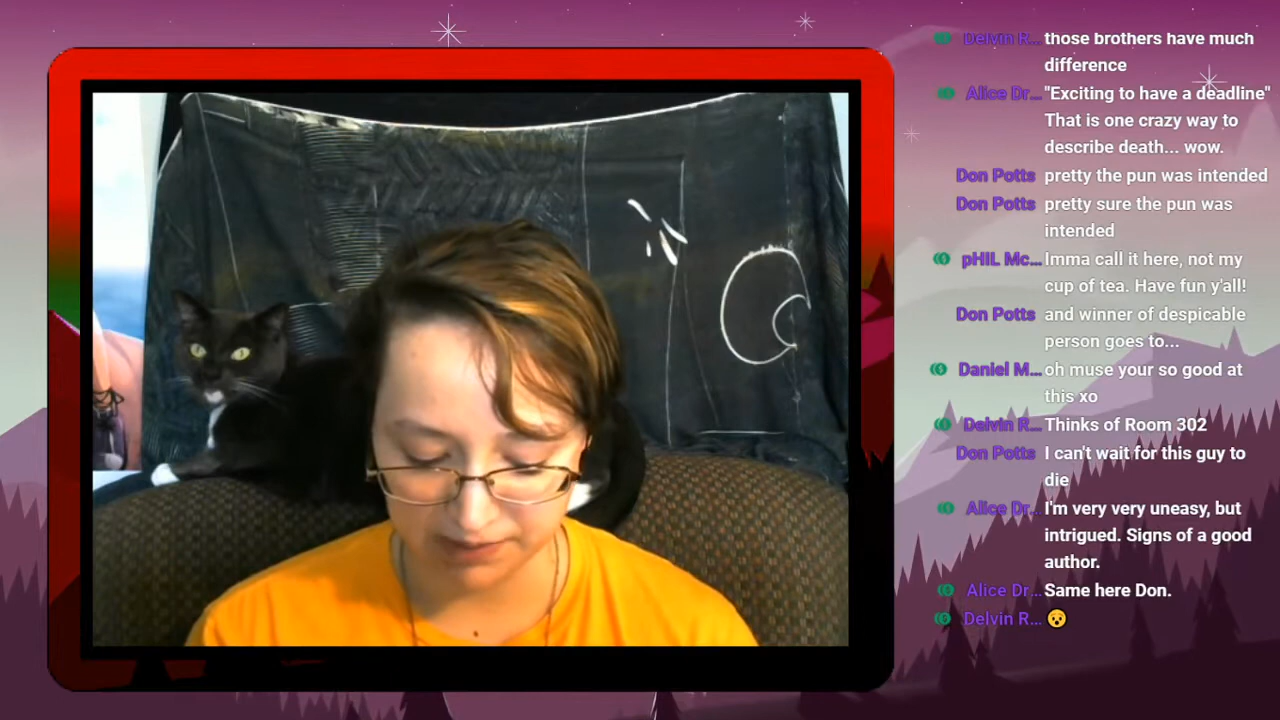 Delvin R... those brothers have much
difference
Alice Dr... "Exciting to have a deadline"
That is one crazy way to
describe death... wow.
Don Potts pretty the pun was intended
Don Potts pretty sure the pun was
intended
pHIL Mc... Imma call it here, not my
cup of tea. Have fun y'all!
Don Potts and winner of despicable
person goes to...
Daniel M... oh muse your so good at
this xo
Delvin R... Thinks of Room 302
Don Potts I can't wait for this guy to
die
Alice Dr... I'm very very uneasy, but
intrigued. Signs of a good
author.
Alice Dr... Same here Don.
Delvin R... 😯